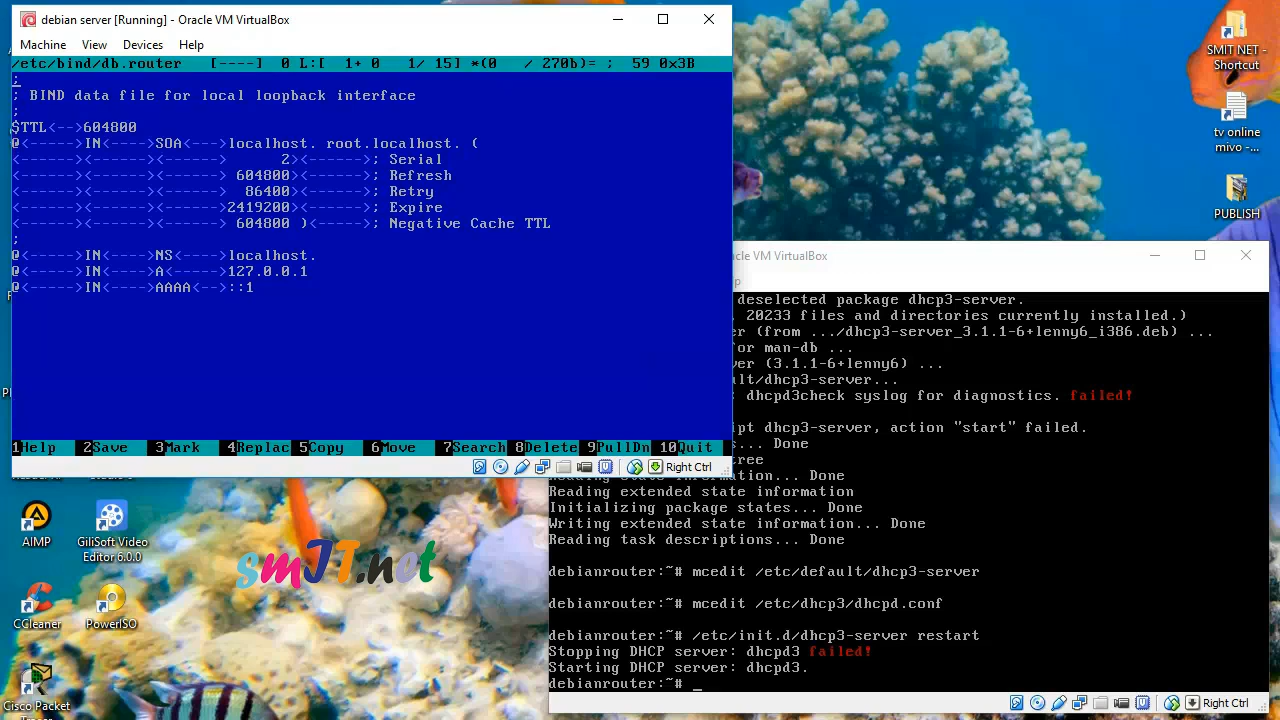 debian server [Running] - Oracle VM VirtualBox
Machine View Devices Help
/etc/bind/db.router [----] 0 L:[ 1+ 0 1/ 15] *(0 / 270b)= ; 59 0x3B
;
; BIND data file for local loopback interface
;
$TTL<-->604800
@<----->IN<---->SOA<--->localhost. root.localhost. (
<------><------><------> 2><------>; Serial
<------><------><------> 604800><------>; Refresh
<------><------><------> 86400><------>; Retry
<------><------><------>2419200><------>; Expire
<------><------><------> 604800 )<----->; Negative Cache TTL
;
@<----->IN<---->NS<----->localhost.
@<----->IN<---->A<------>127.0.0.1
@<----->IN<---->AAAA<-->::1
1Help 2Save 3Mark 4Replac 5Copy 6Move 7Search 8Delete 9PullDn 10Quit
Right Ctrl
SMIT NET -
Shortcut
tv online
mivo -...
PUBLISH
VM VirtualBox
deselected package dhcp3-server.
20233 files and directories currently installed.)
(from .../dhcp3-server_3.1.1-6+lenny6_i386.deb) ...
for man-db ...
(3.1.1-6+lenny6) ...
/dhcp3-server...
dhcpd3check syslog for diagnostics. failed!
dhcp3-server, action "start" failed.
... Done
tree
Reading state information... Done
Reading extended state information
Initializing package states... Done
Writing extended state information... Done
Reading task descriptions... Done
debianrouter:~# mcedit /etc/default/dhcp3-server
debianrouter:~# mcedit /etc/dhcp3/dhcpd.conf
debianrouter:~# /etc/init.d/dhcp3-server restart
Stopping DHCP server: dhcpd3 failed!
Starting DHCP server: dhcpd3.
debianrouter:~# _
Right Ctrl
AIMP
GiliSoft Video
Editor 6.0.0
CCleaner
PowerISO
Cisco Packet
smIT.net